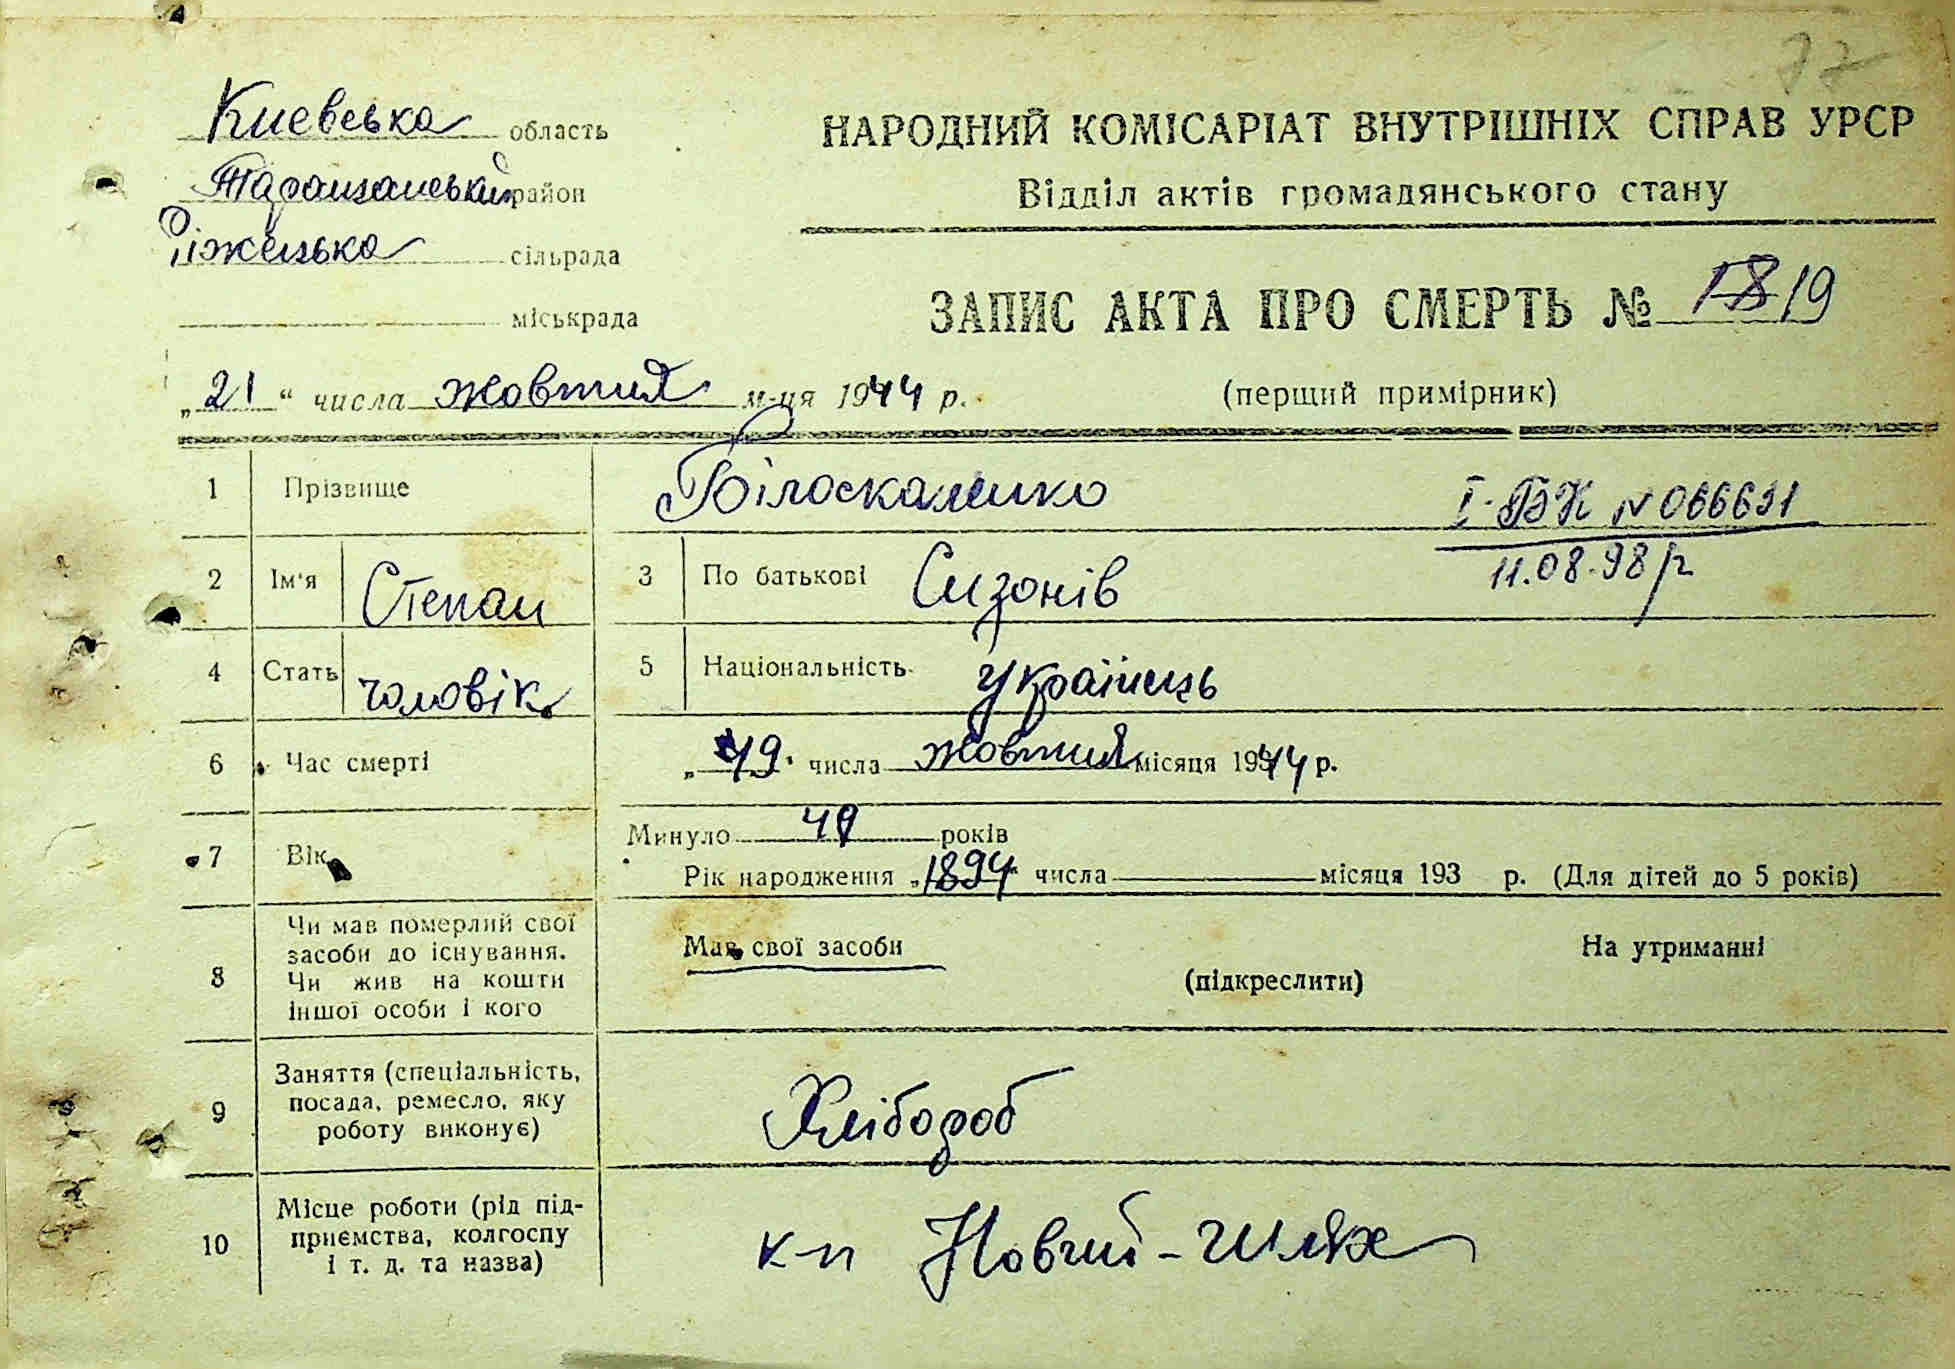 77
Киевська область
НАРОДНИЙ КОМІСАРІАТ ВНУТРІШНІХ СПРАВ УРСР
Таращанський район
Відділ актів громадянського стану
сільрада
міськрада
ЗАПИС АКТА ПРО СМЕРТЬ № 18 19
„21“ числа жовтня м-ця 1944 р.
(перщий примірник)
1 Прізвище Білоскаленко
І-БК № 066631
11.08.98р
2 Ім'я Степан 3 По батькові Сизонів
4 Стать чоловік 5 Національність українець
6 Час смерті „19“ числа жовтня місяця 1944 р.
7 Вік Минуло 49 років
Рік народження „1894“ числа місяця 193 р. (Для дітей до 5 років)
8 Чи мав померлий свої
засоби до існування.
Чи жив на кошти
іншої особи і кого
Мав свої засоби На утриманні
(підкреслити)
9 Заняття (спеціальність,
посада, ремесло, яку
роботу виконує)
Хлібороб
10 Місце роботи (рід під-
приємства, колгоспу
і т. д. та назва)
к-п Новий-шлях